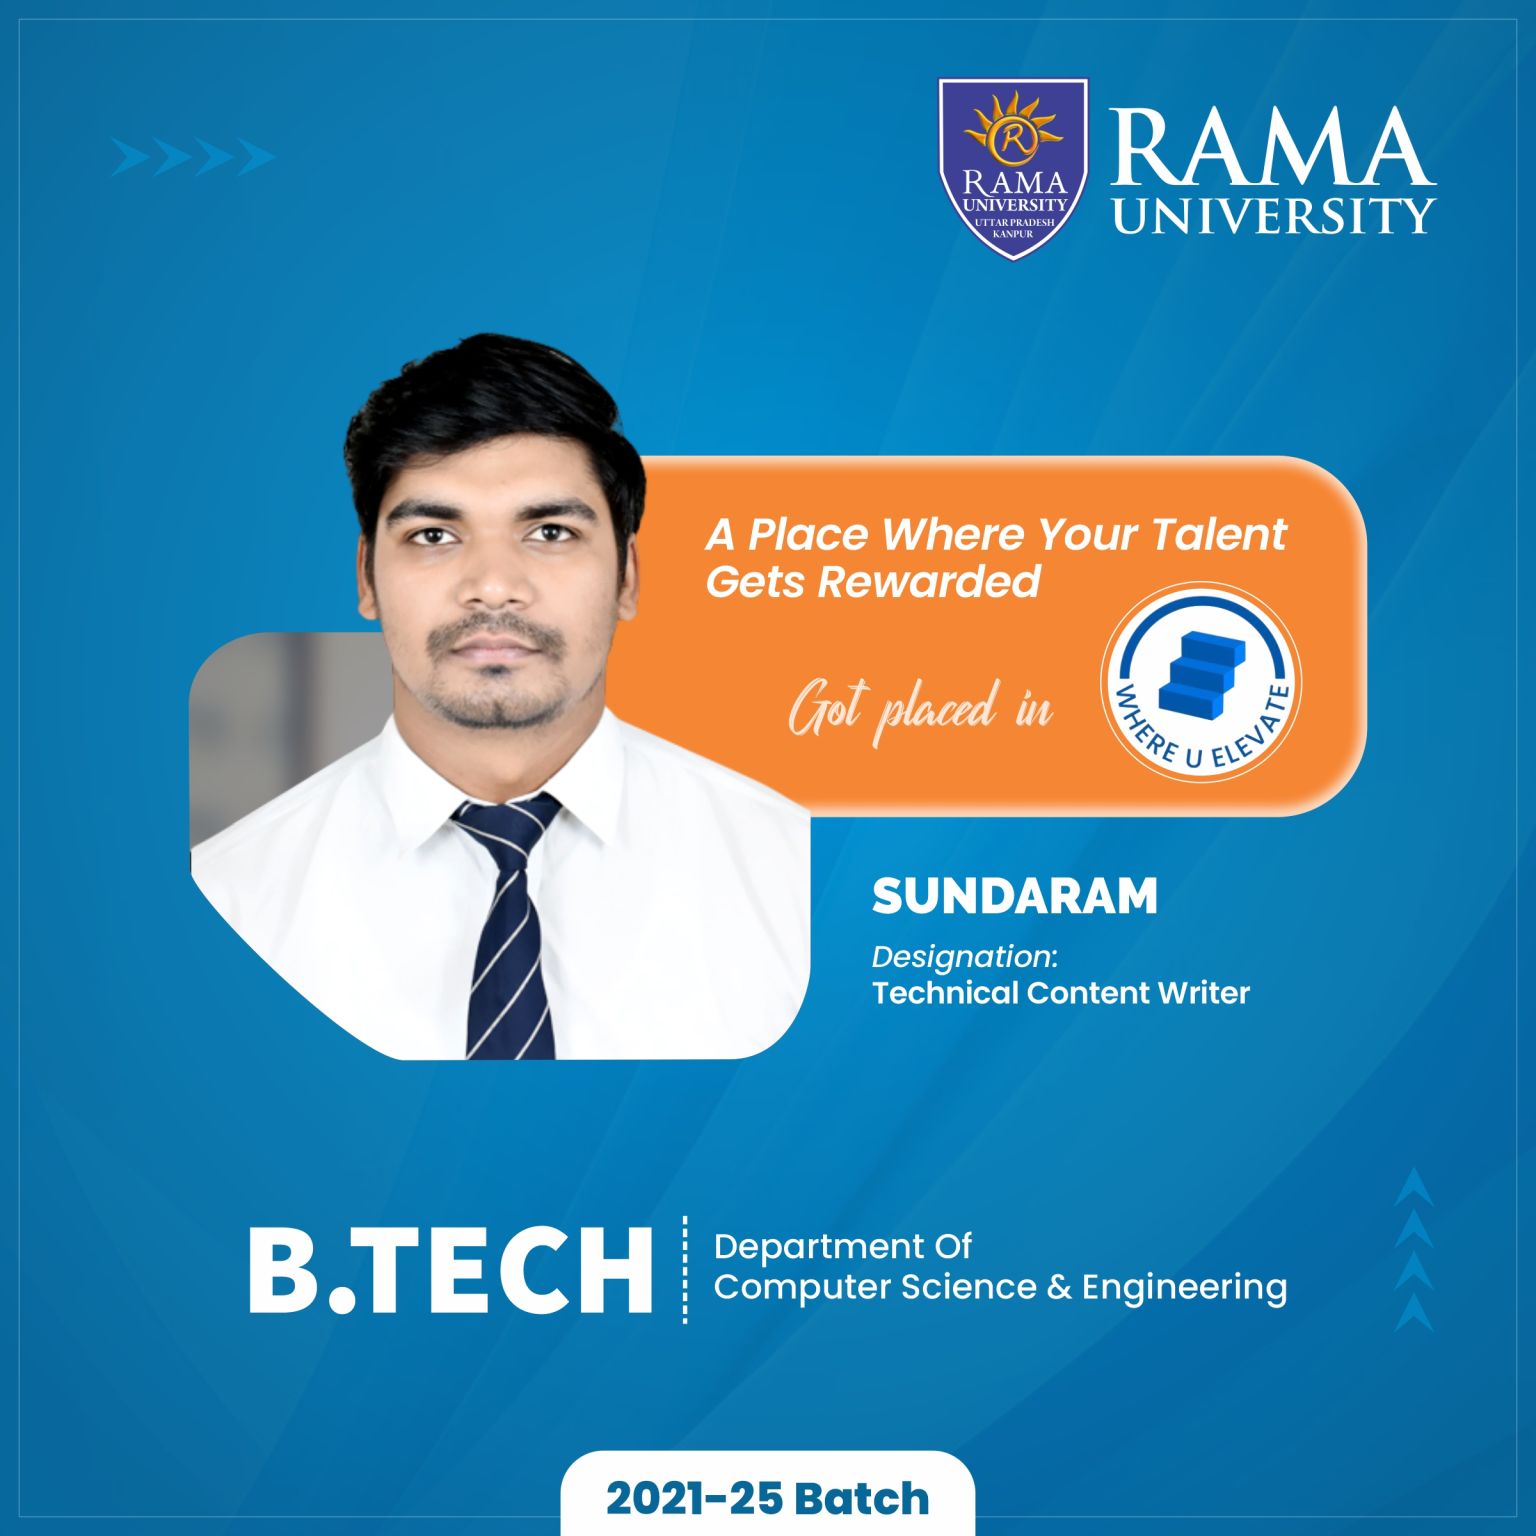 RAMA
UNIVERSITY
UTTAR PRADESH
KANPUR
R
RAMA
UNIVERSITY
A Place Where Your Talent
Gets Rewarded
Got placed in
WHERE U ELEVATE
SUNDARAM
Designation:
Technical Content Writer
B.TECH
Department Of
Computer Science & Engineering
2021-25 Batch